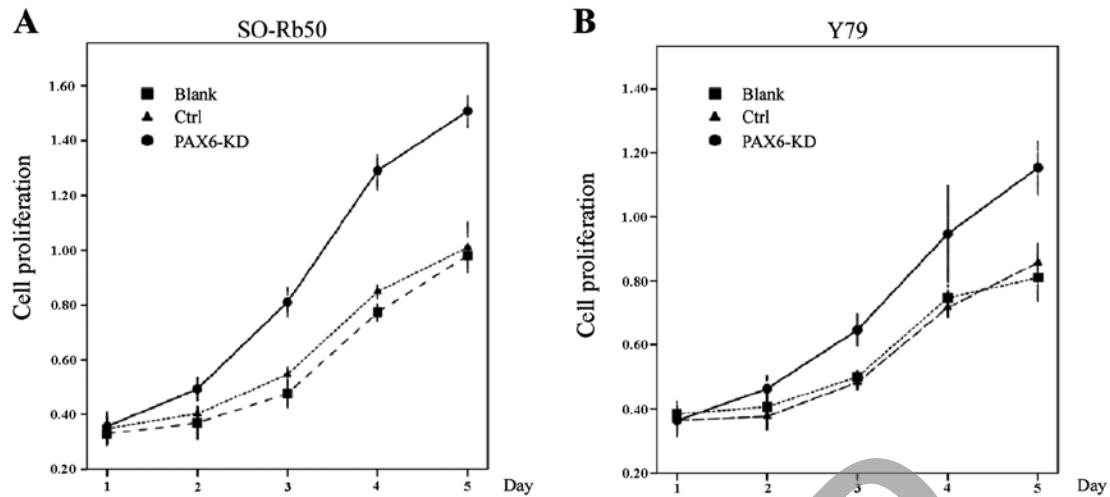 A
SO-Rb50
Cell proliferation
1.60
1.40
1.20
1.00
0.80
0.60
0.40
0.20
Blank
Ctrl
PAX6-KD
1 2 3 4 5 Day
B
Y79
Cell proliferation
1.40
1.20
1.00
0.80
0.60
0.40
0.20
Blank
Ctrl
PAX6-KD
1 2 3 4 5 Day